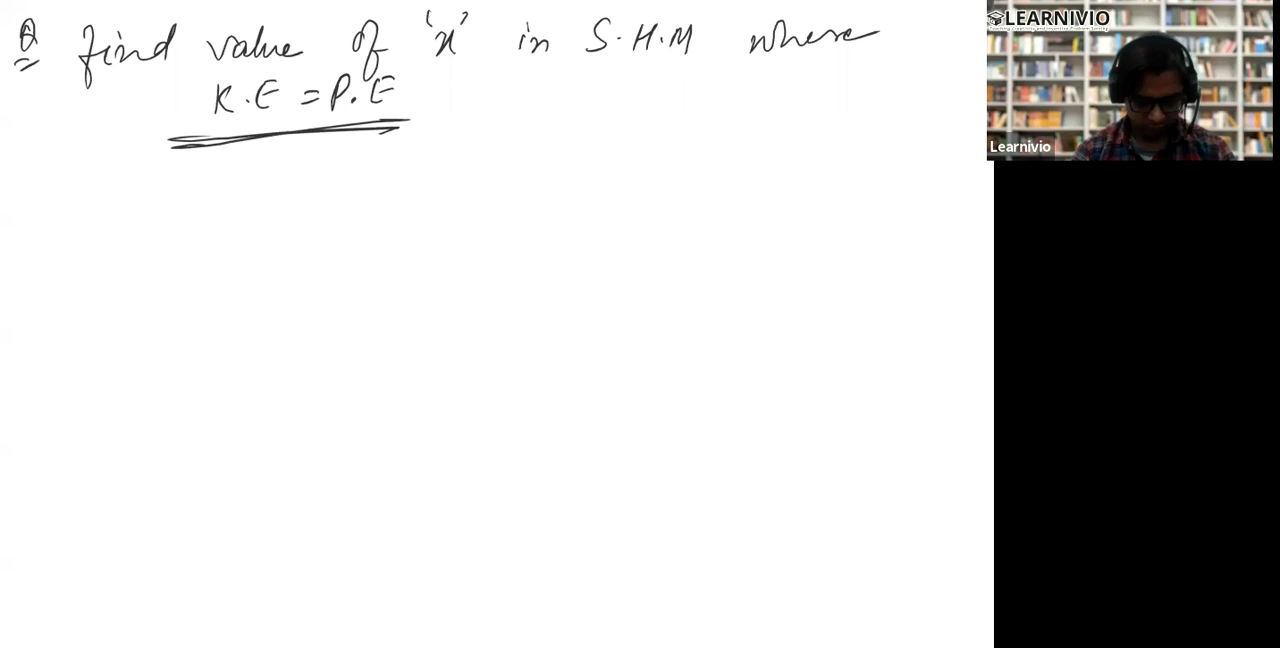 Q find value of 'x' in S.H.M where
K.E = P.E
LEARNIVIO
Learnivio